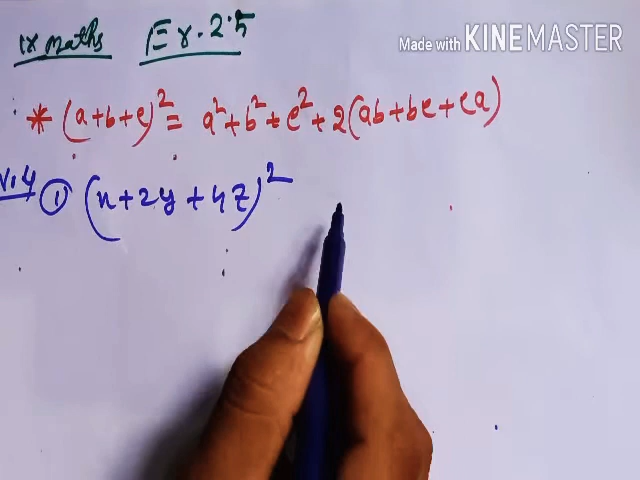 IX maths Ex. 2.5
Made with KINEMASTER
* (a+b+c)² = a²+b²+c²+2(ab+bc+ca)
N.4 ① (x+2y+4z)²